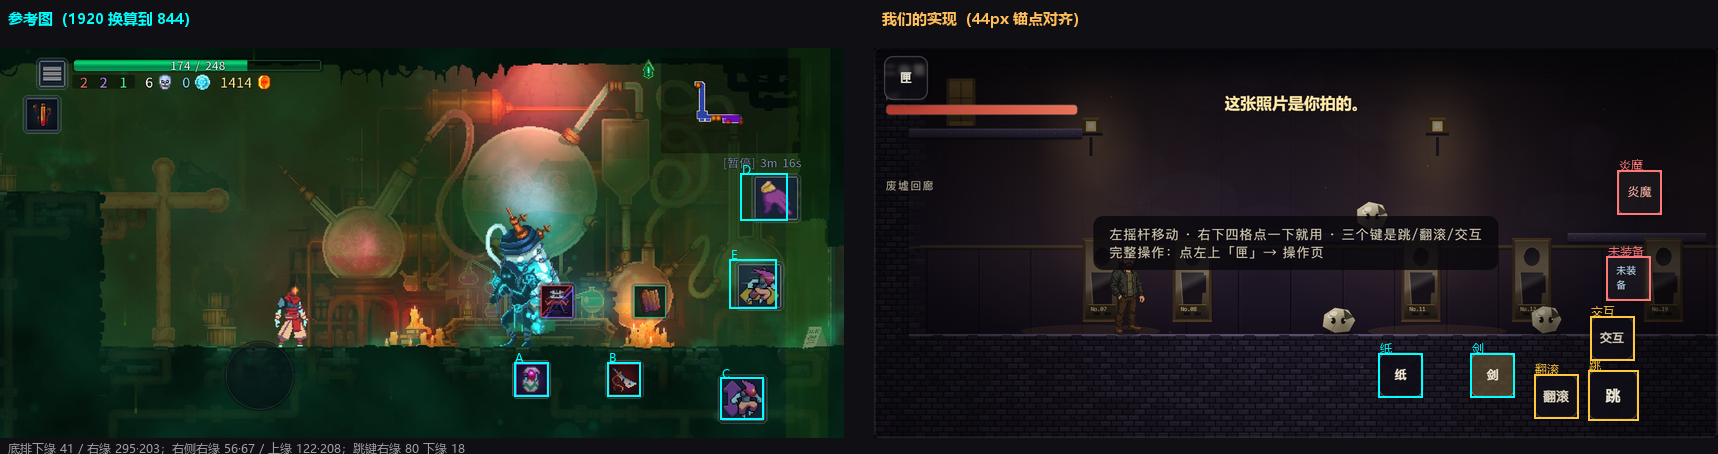 参考图（1920 换算到 844）
我们的实现（44px 锚点对齐）
174 / 248
2 2 1 6 0 1414
[暂停] 3m 16s
D
E
A
B
C
匣
这张照片是你拍的。
废墟回廊
左摇杆移动 · 右下四格点一下就用 · 三个键是跳/翻滚/交互
完整操作：点左上「匣」→ 操作页
炎魔
炎魔
未装备
未装
备
交互
交互
纸
纸
剑
剑
翻滚
翻滚
跳
跳
No.07
No.08
No.11
底排下缘 41 / 右缘 295·203；右侧右缘 56·67 / 上缘 122·208；跳键右缘 80 下缘 18